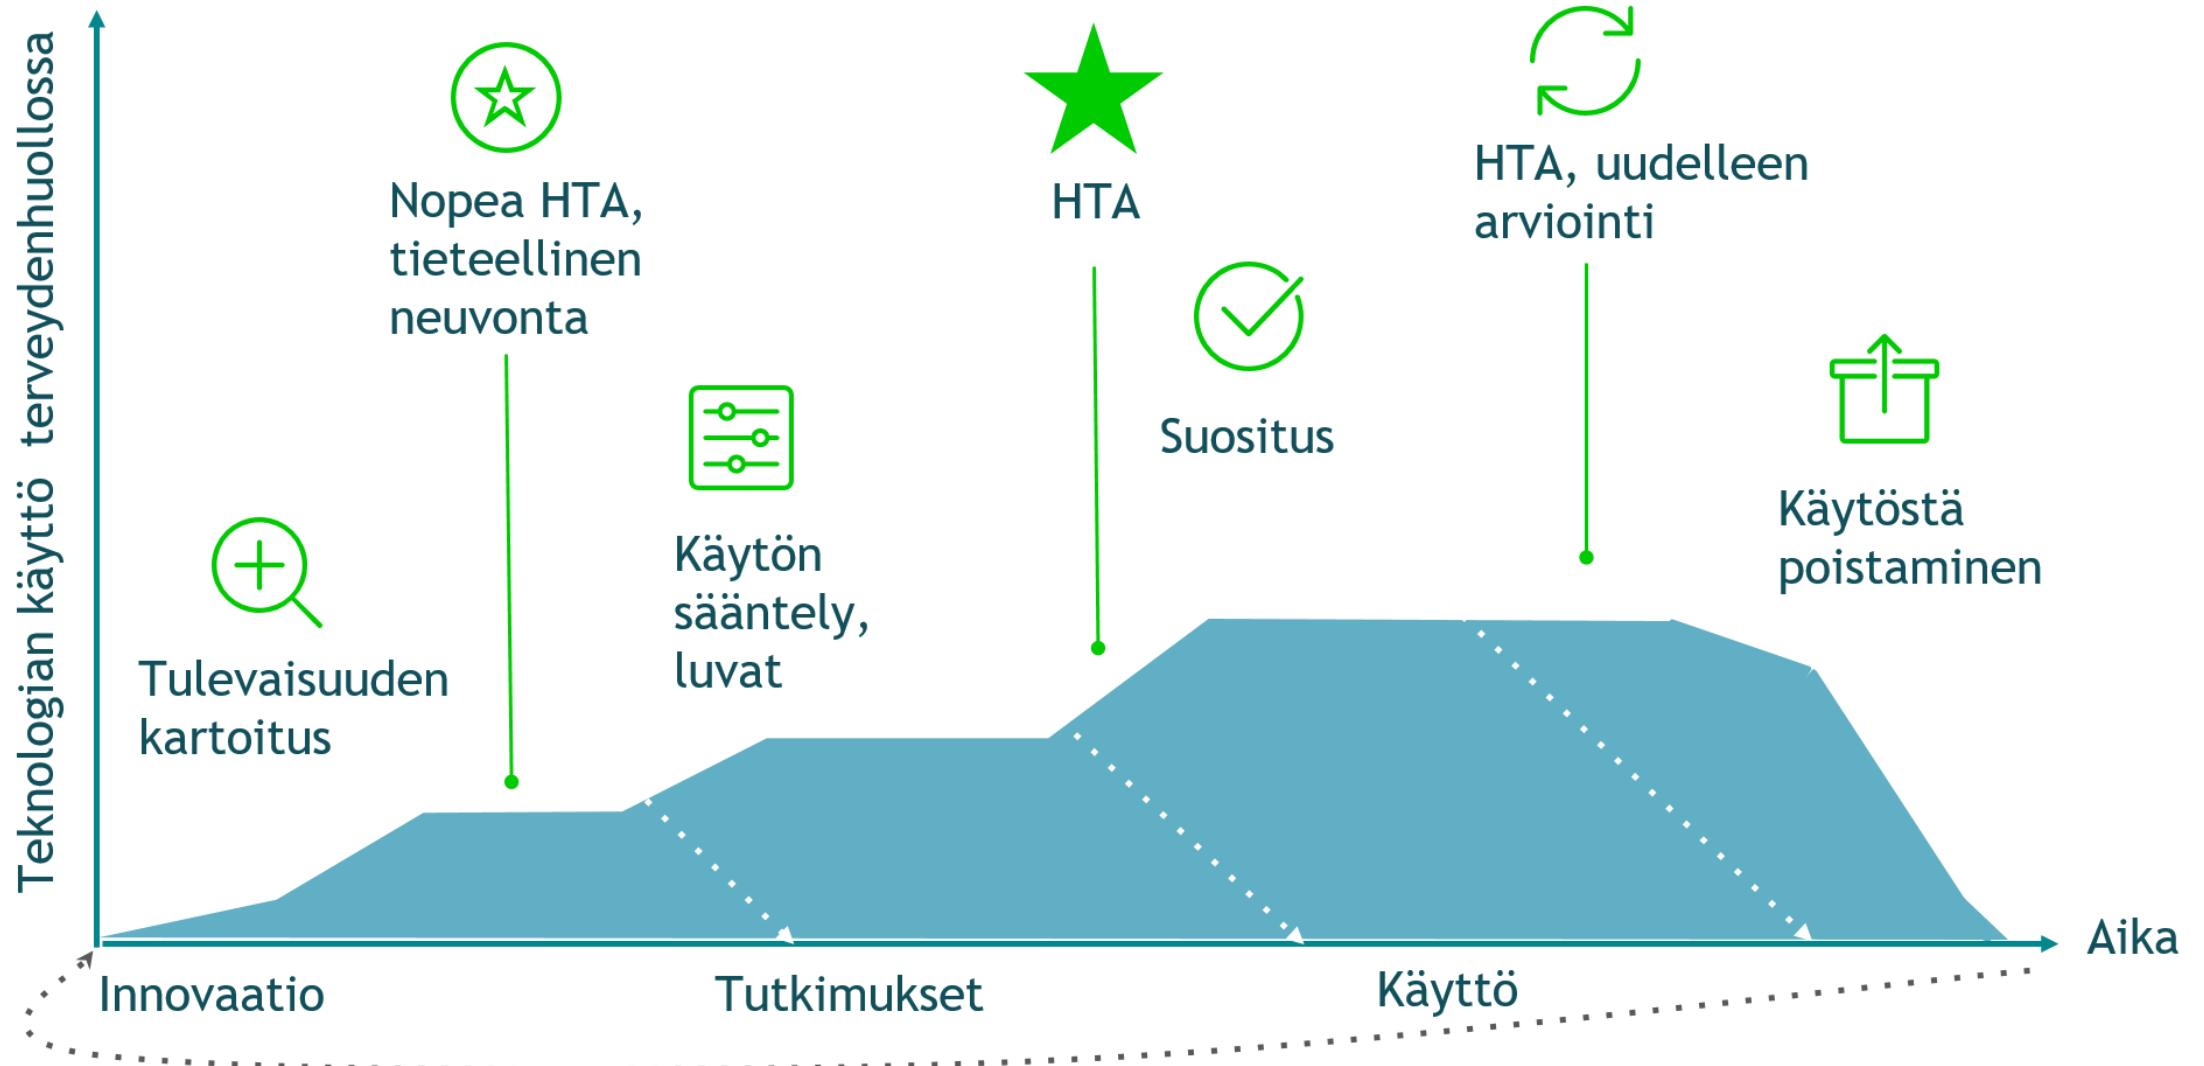 Teknologian käyttö terveydenhuollossa
Nopea HTA,
tieteellinen
neuvonta
HTA
HTA, uudelleen
arviointi
Suositus
Käytöstä
poistaminen
Käytön
sääntely,
luvat
Tulevaisuuden
kartoitus
Aika
Innovaatio
Tutkimukset
Käyttö